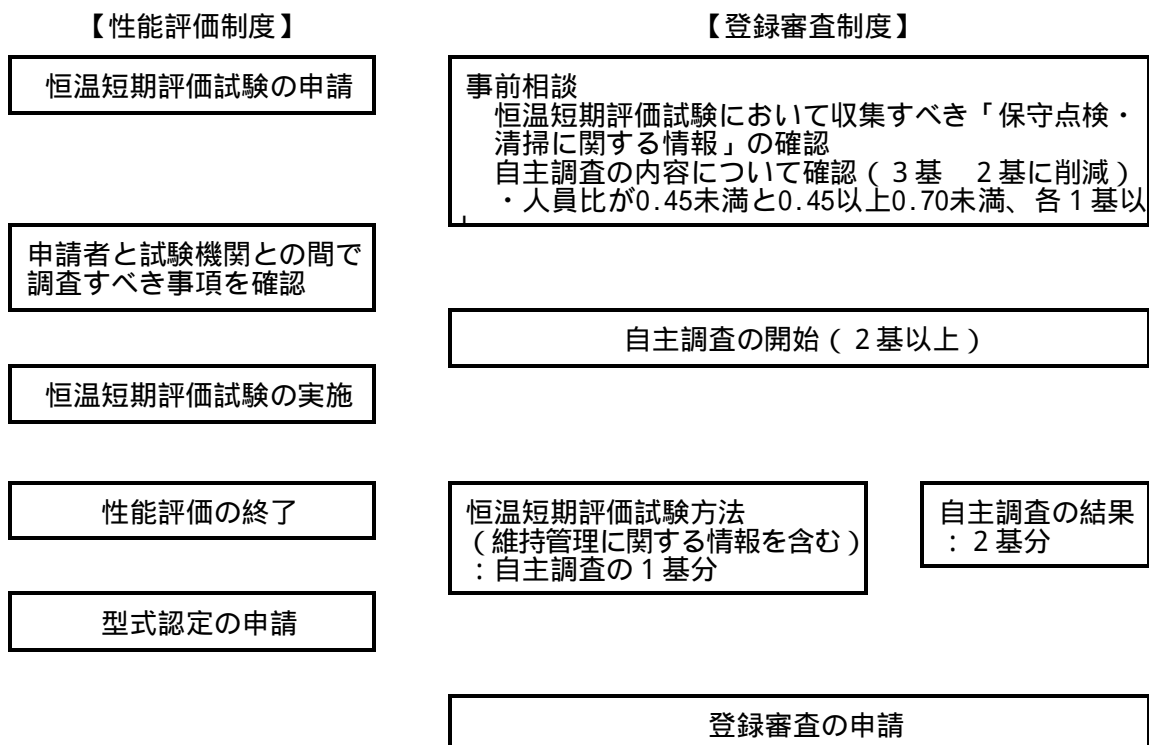 【性能評価制度】
【登録審査制度】
恒温短期評価試験の申請
事前相談
恒温短期評価試験において収集すべき「保守点検・
清掃に関する情報」の確認
自主調査の内容について確認(3基 2基に削減)
・人員比が0.45未満と0.45以上0.70未満、各1基以
申請者と試験機関との間で
調査すべき事項を確認
自主調査の開始(2基以上)
恒温短期評価試験の実施
性能評価の終了
恒温短期評価試験方法
(維持管理に関する情報を含む)
:自主調査の1基分
自主調査の結果
:2基分
型式認定の申請
登録審査の申請